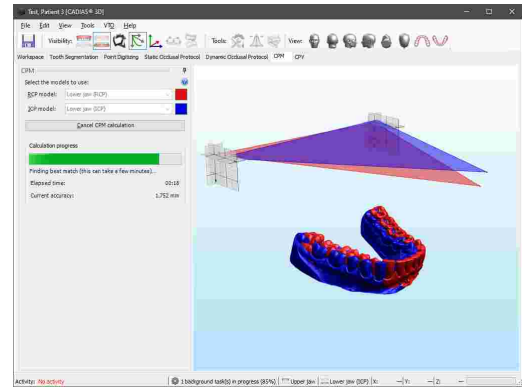 Test, Patient 3 [CADIAS® 3D]
File Edit View Tools VTO Help
Visibility: Tools: View:
Workspace Tooth Segmentation Point Digitizing Static Occlusal Protocol Dynamic Occlusal Protocol CPM CPV
CPM
Select the models to use:
RCP model: Lower jaw (RCP)
ICP model: Lower jaw (ICP)
Cancel CPM calculation
Calculation progress
Finding best match (this can take a few minutes)...
Elapsed time: 00:16
Current accuracy: 1.752 mm
Activity: No activity 1 background task(s) in progress (85%) Upper jaw Lower jaw (ICP) X: —| Y: —| Z: —|